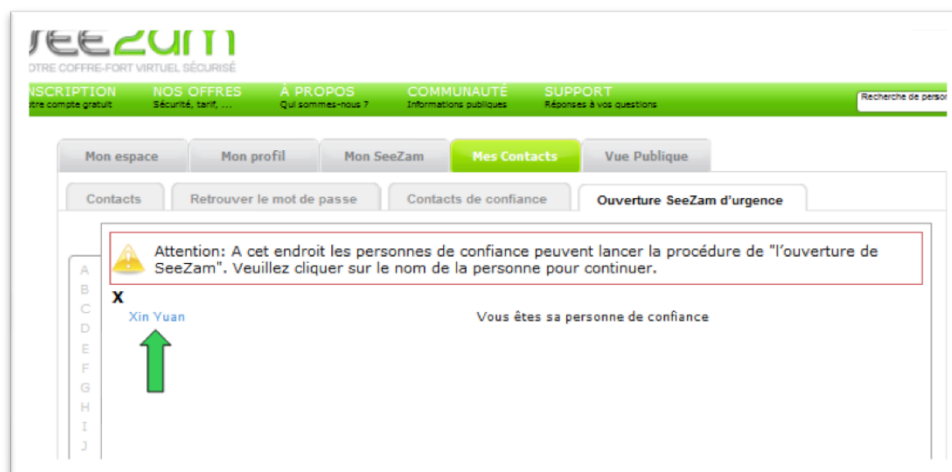 SeeZam
OTRE COFFRE-FORT VIRTUEL SÉCURISÉ
NSCRIPTION NOS OFFRES À PROPOS COMMUNAUTÉ SUPPORT
tre compte gratuit Sécurité, tarif, ... Qui sommes-nous ? Informations publiques Réponses à vos questions Recherche de person
Mon espace Mon profil Mon SeeZam Mes Contacts Vue Publique
Contacts Retrouver le mot de passe Contacts de confiance Ouverture SeeZam d'urgence
Attention: A cet endroit les personnes de confiance peuvent lancer la procédure de "l'ouverture de
SeeZam". Veuillez cliquer sur le nom de la personne pour continuer.
X
Xin Yuan Vous êtes sa personne de confiance
A
B
C
D
E
F
G
H
I
J